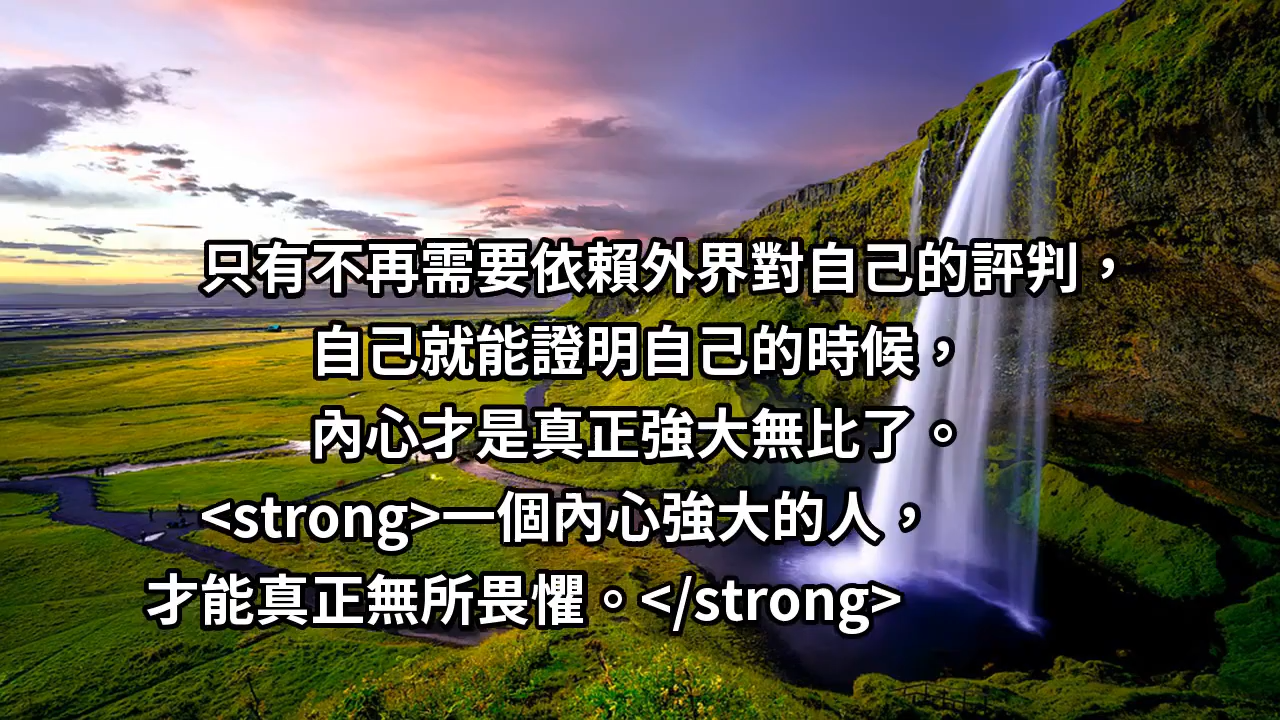 只有不再需要依賴外界對自己的評判，
自己就能證明自己的時候，
內心才是真正強大無比了。
<strong>一個內心強大的人，
才能真正無所畏懼。</strong>